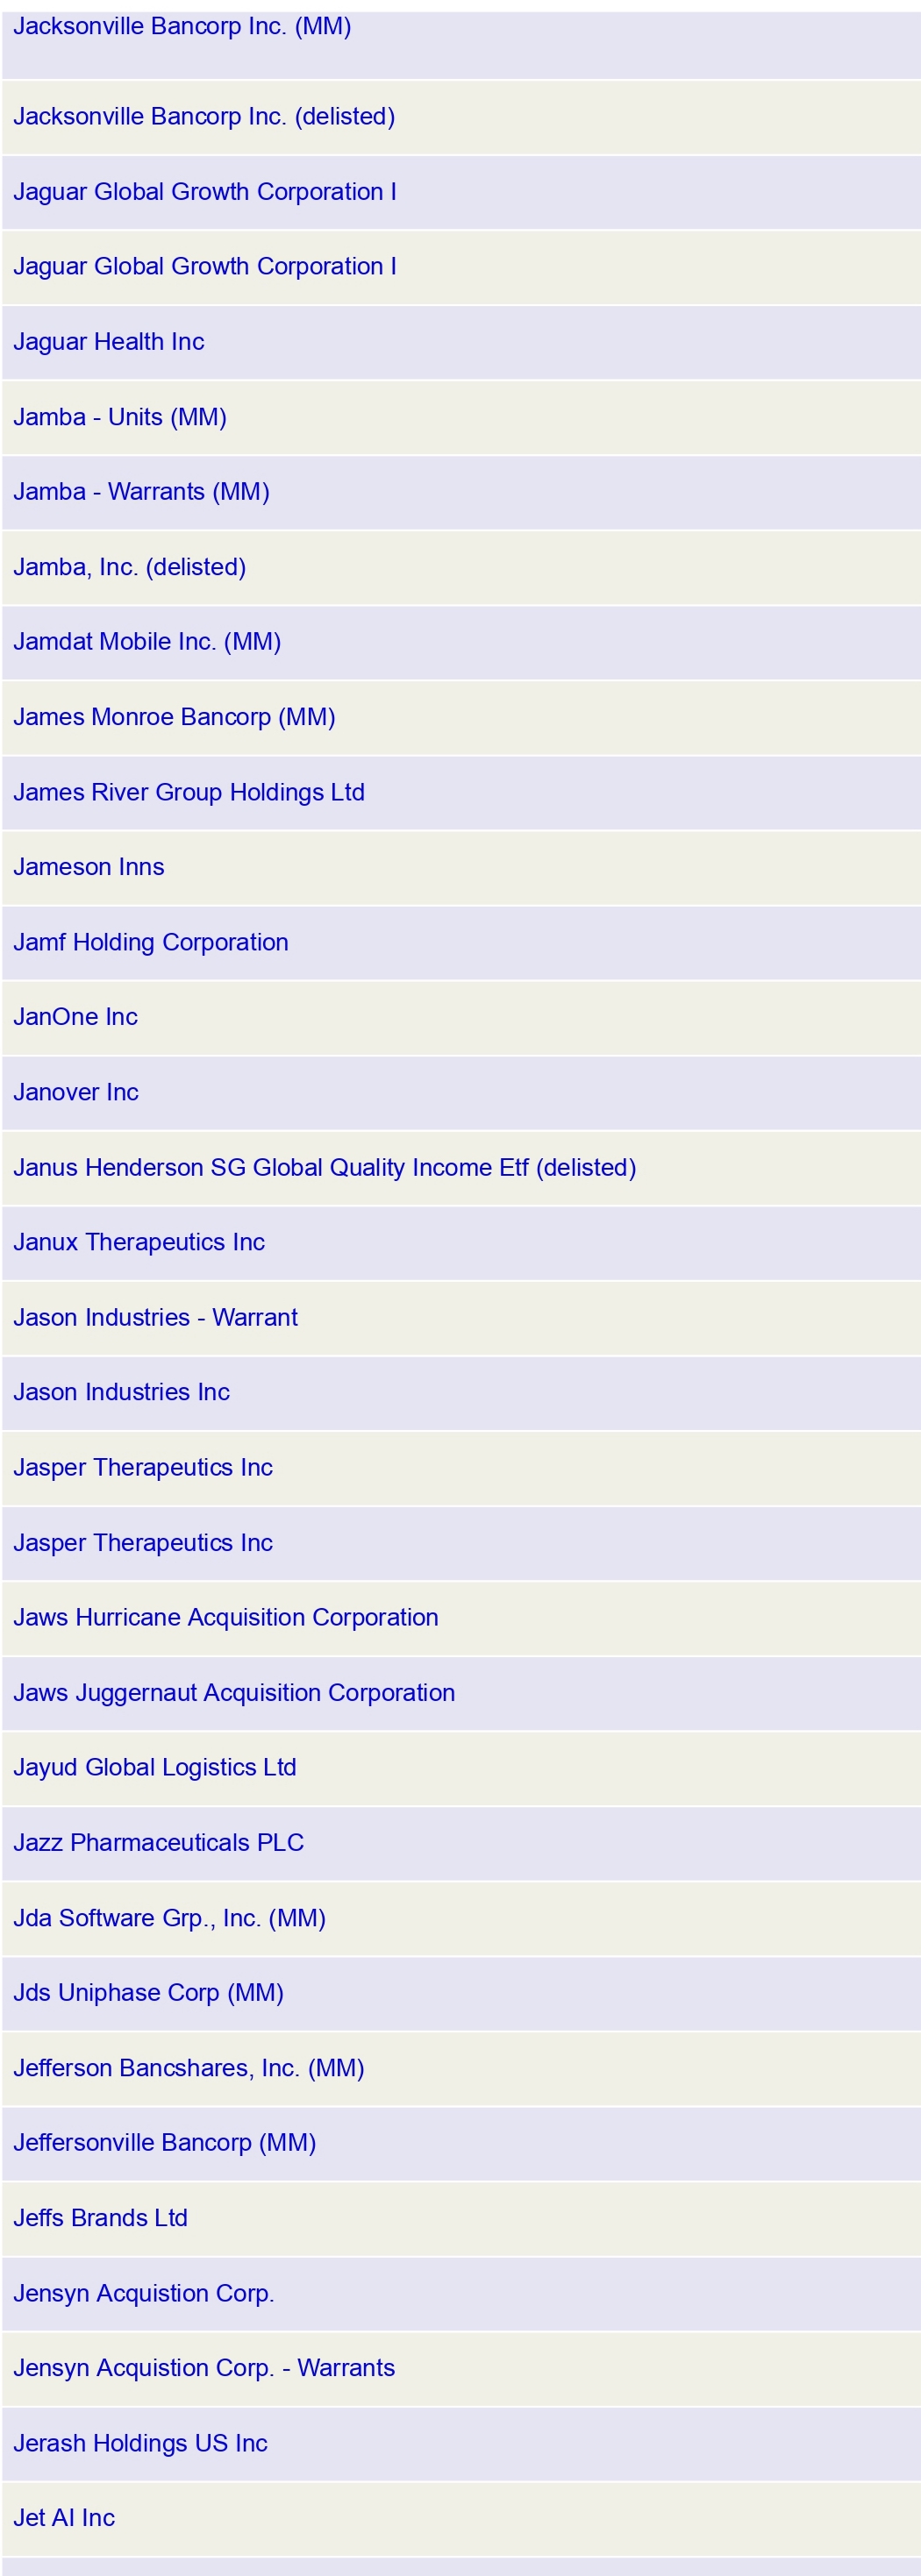 Jacksonville Bancorp Inc. (MM)
Jacksonville Bancorp Inc. (delisted)
Jaguar Global Growth Corporation I
Jaguar Global Growth Corporation I
Jaguar Health Inc
Jamba - Units (MM)
Jamba - Warrants (MM)
Jamba, Inc. (delisted)
Jamdat Mobile Inc. (MM)
James Monroe Bancorp (MM)
James River Group Holdings Ltd
Jameson Inns
Jamf Holding Corporation
JanOne Inc
Janover Inc
Janus Henderson SG Global Quality Income Etf (delisted)
Janux Therapeutics Inc
Jason Industries - Warrant
Jason Industries Inc
Jasper Therapeutics Inc
Jasper Therapeutics Inc
Jaws Hurricane Acquisition Corporation
Jaws Juggernaut Acquisition Corporation
Jayud Global Logistics Ltd
Jazz Pharmaceuticals PLC
Jda Software Grp., Inc. (MM)
Jds Uniphase Corp (MM)
Jefferson Bancshares, Inc. (MM)
Jeffersonville Bancorp (MM)
Jeffs Brands Ltd
Jensyn Acquistion Corp.
Jensyn Acquistion Corp. - Warrants
Jerash Holdings US Inc
Jet AI Inc